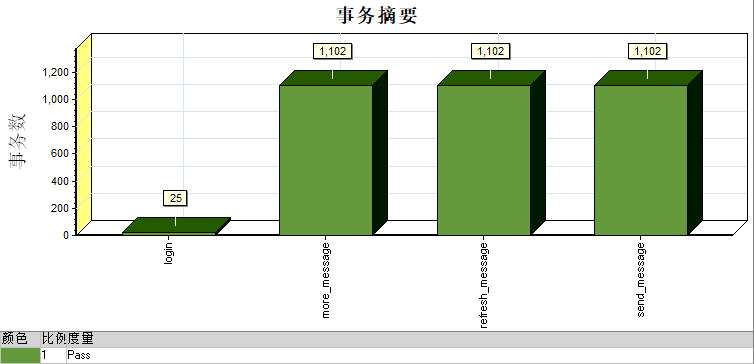 事务摘要
事务数
1,200
1,000
800
600
400
200
0
25
1,102
1,102
1,102
login
more_message
refresh_message
send_message
颜色 比例度量
1 Pass